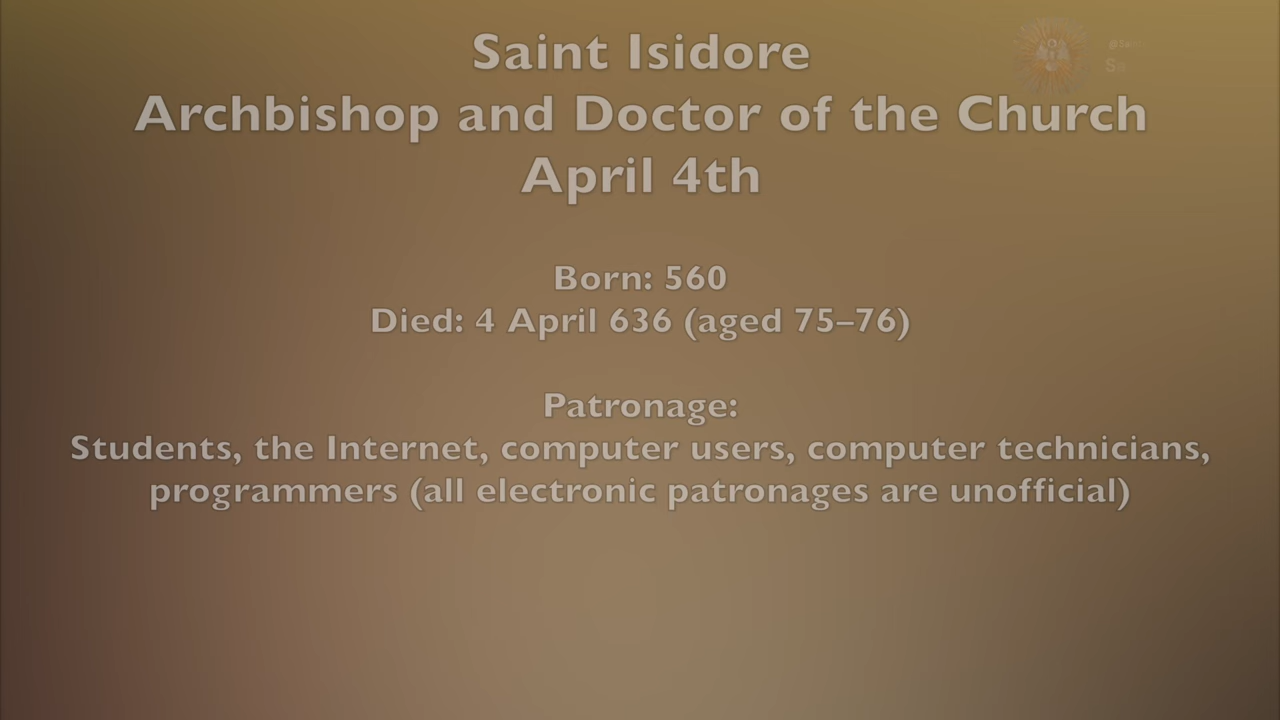 Saint Isidore
Archbishop and Doctor of the Church
April 4th
Born: 560
Died: 4 April 636 (aged 75–76)
Patronage:
Students, the Internet, computer users, computer technicians,
programmers (all electronic patronages are unofficial)